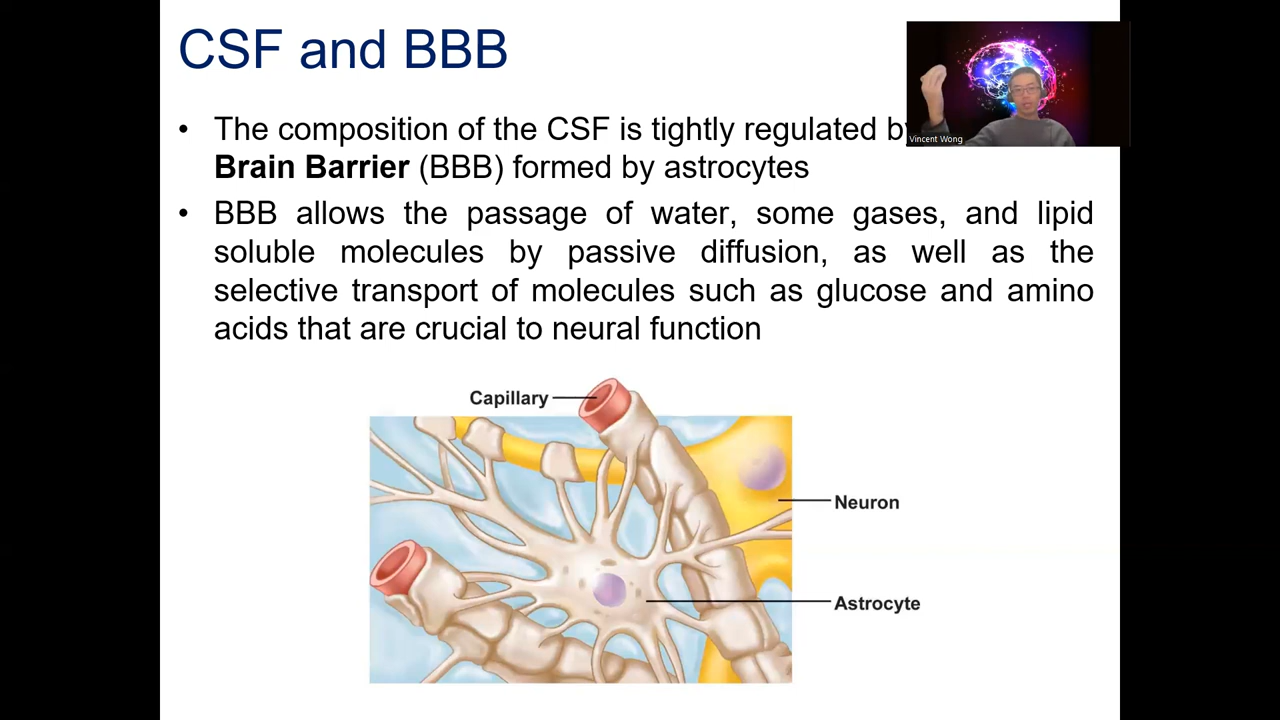 CSF and BBB
• The composition of the CSF is tightly regulated
Brain Barrier (BBB) formed by astrocytes
• BBB allows the passage of water, some gases, and lipid
soluble molecules by passive diffusion, as well as the
selective transport of molecules such as glucose and amino
acids that are crucial to neural function
Vincent Wong
Capillary
Neuron
Astrocyte